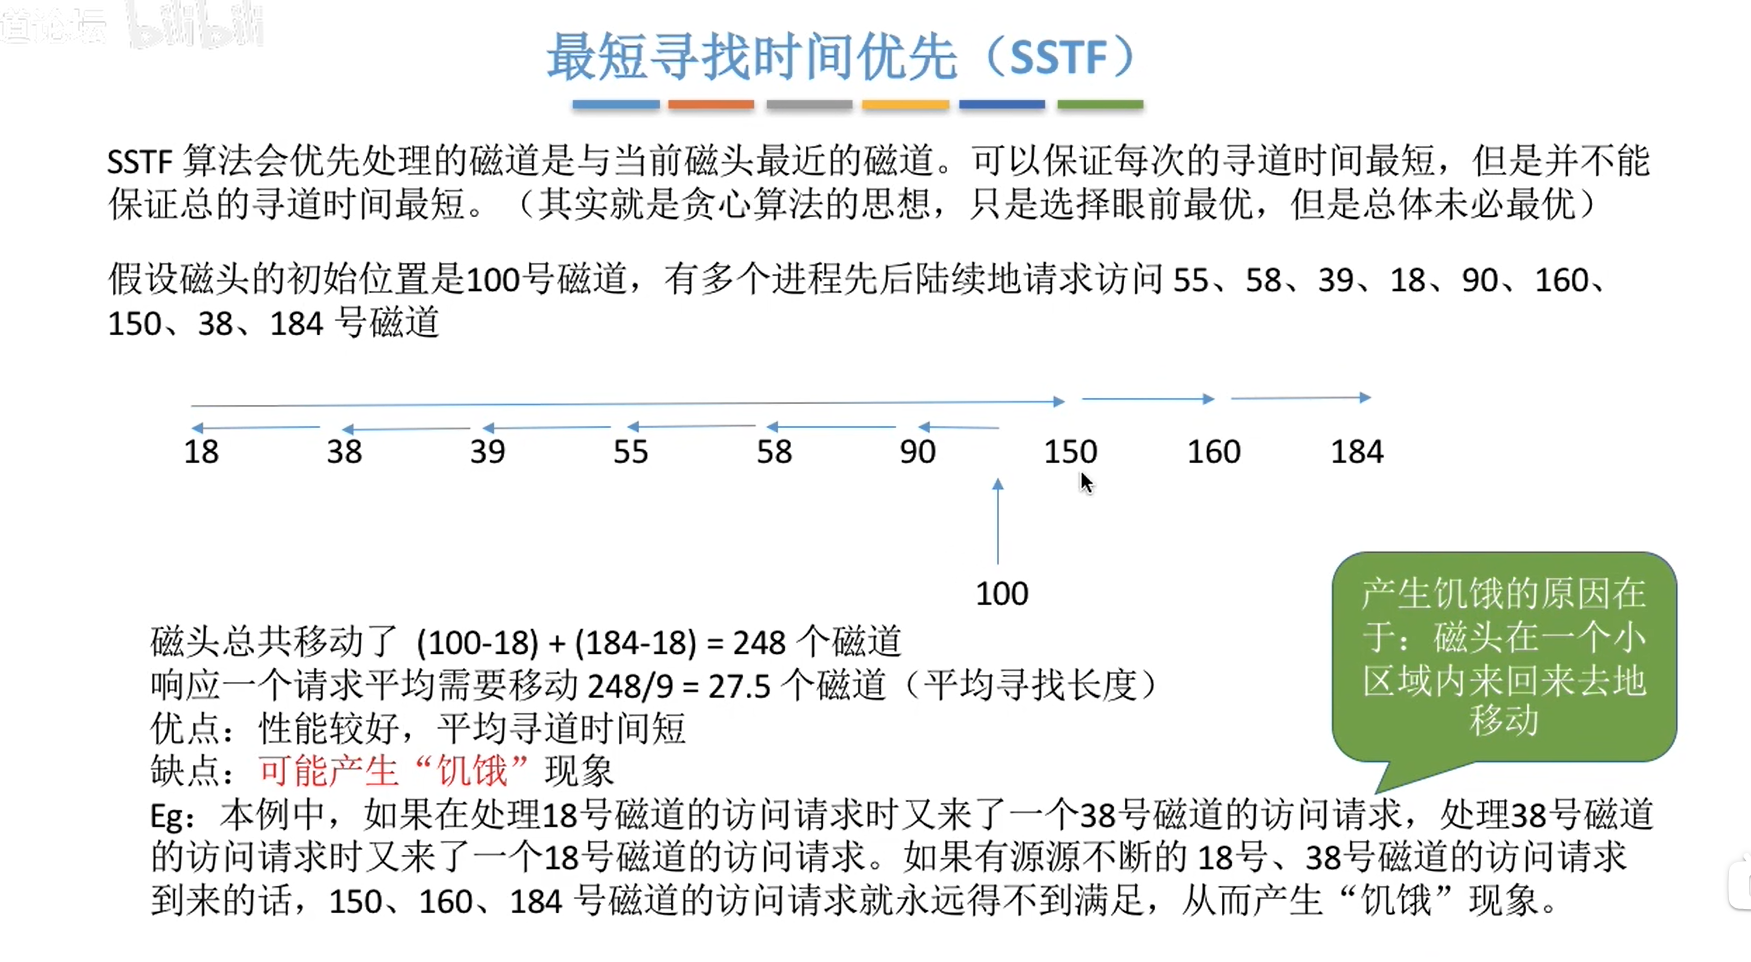 道论坛 bilibili
最短寻找时间优先（SSTF）
SSTF 算法会优先处理的磁道是与当前磁头最近的磁道。可以保证每次的寻道时间最短，但是并不能
保证总的寻道时间最短。（其实就是贪心算法的思想，只是选择眼前最优，但是总体未必最优）
假设磁头的初始位置是100号磁道，有多个进程先后陆续地请求访问 55、58、39、18、90、160、
150、38、184 号磁道
18 38 39 55 58 90 150 160 184
100
产生饥饿的原因在
于：磁头在一个小
区域内来回来去地
移动
磁头总共移动了 (100-18) + (184-18) = 248 个磁道
响应一个请求平均需要移动 248/9 = 27.5 个磁道（平均寻找长度）
优点：性能较好，平均寻道时间短
缺点：可能产生“饥饿”现象
Eg：本例中，如果在处理18号磁道的访问请求时又来了一个38号磁道的访问请求，处理38号磁道
的访问请求时又来了一个18号磁道的访问请求。如果有源源不断的 18号、38号磁道的访问请求
到来的话，150、160、184 号磁道的访问请求就永远得不到满足，从而产生“饥饿”现象。